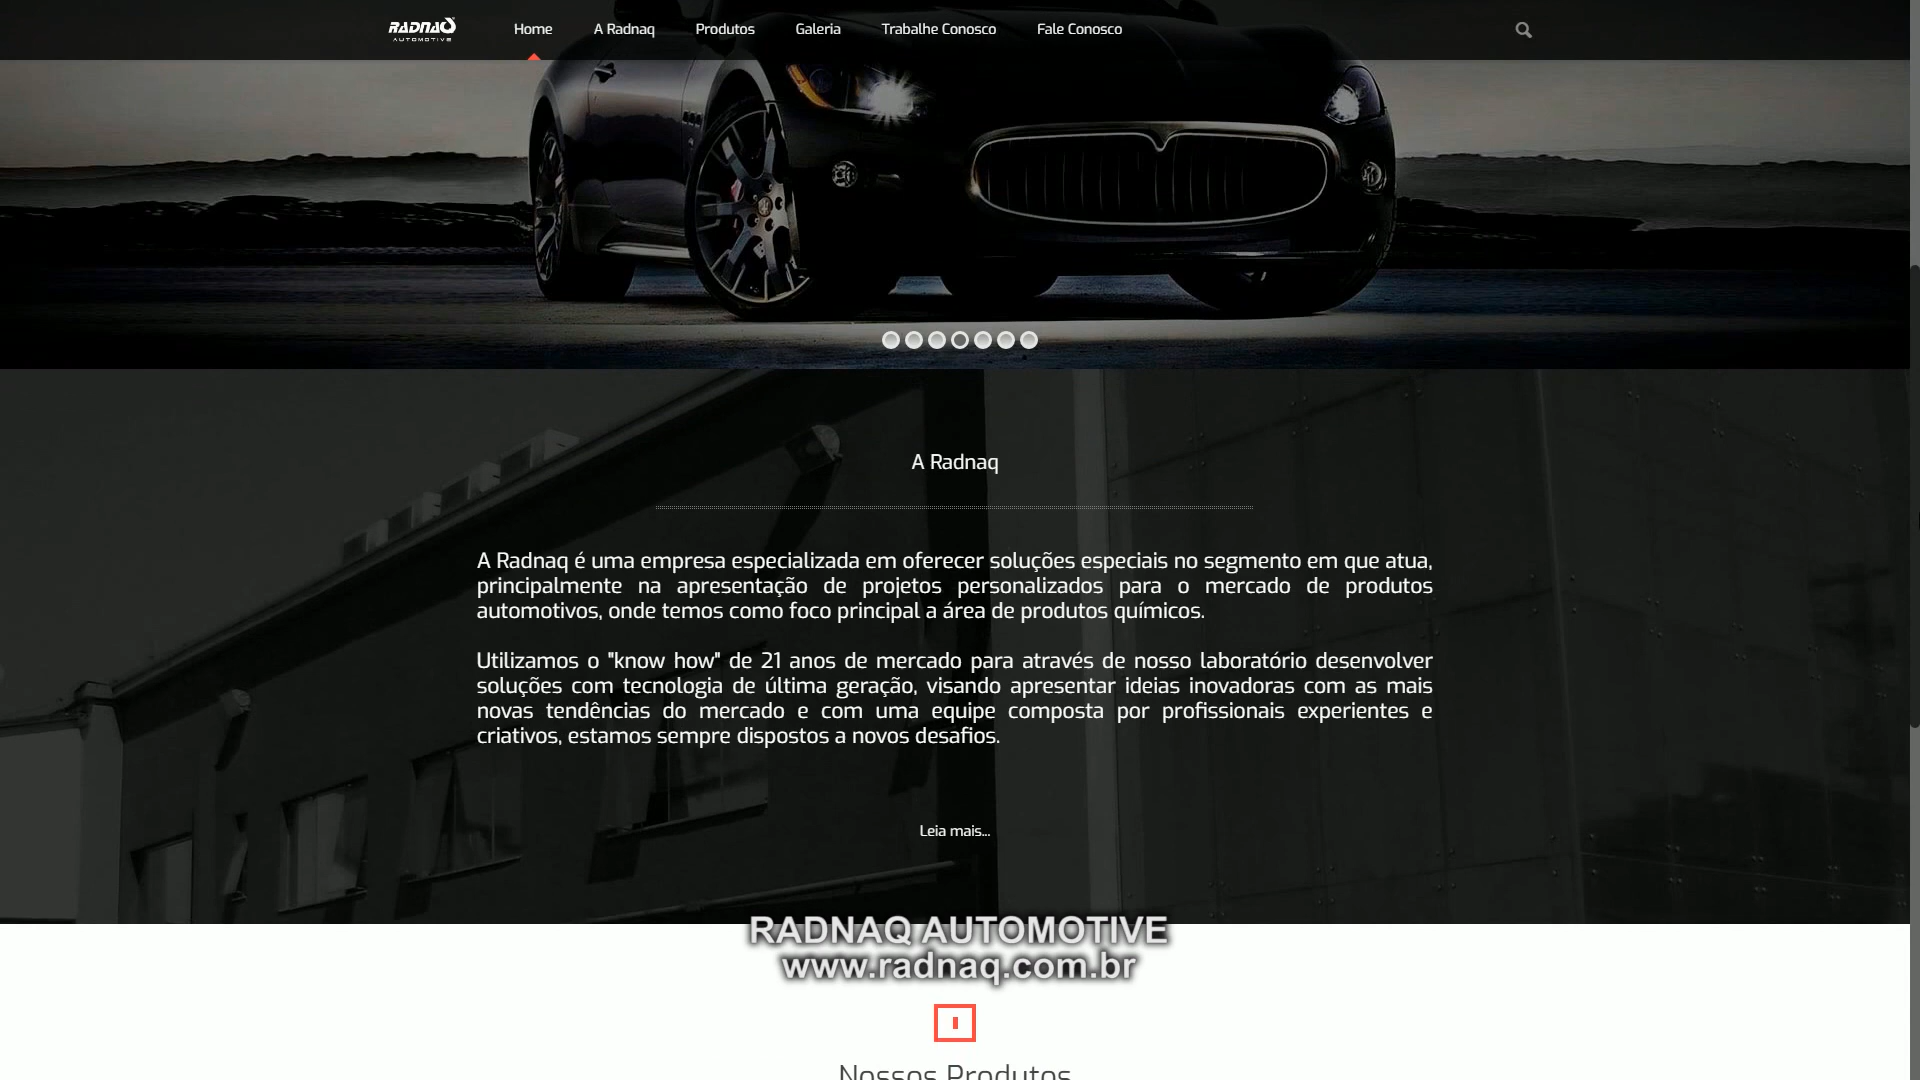 RADNAQ
AUTOMOTIVE
Home
A Radnaq
Produtos
Galeria
Trabalhe Conosco
Fale Conosco
A Radnaq
A Radnaq é uma empresa especializada em oferecer soluções especiais no segmento em que atua,
principalmente na apresentação de projetos personalizados para o mercado de produtos
automotivos, onde temos como foco principal a área de produtos químicos.
Utilizamos o "know how" de 21 anos de mercado para através de nosso laboratório desenvolver
soluções com tecnologia de última geração, visando apresentar ideias inovadoras com as mais
novas tendências do mercado e com uma equipe composta por profissionais experientes e
criativos, estamos sempre dispostos a novos desafios.
Leia mais...
RADNAQ AUTOMOTIVE
www.radnaq.com.br
Nossos Produtos